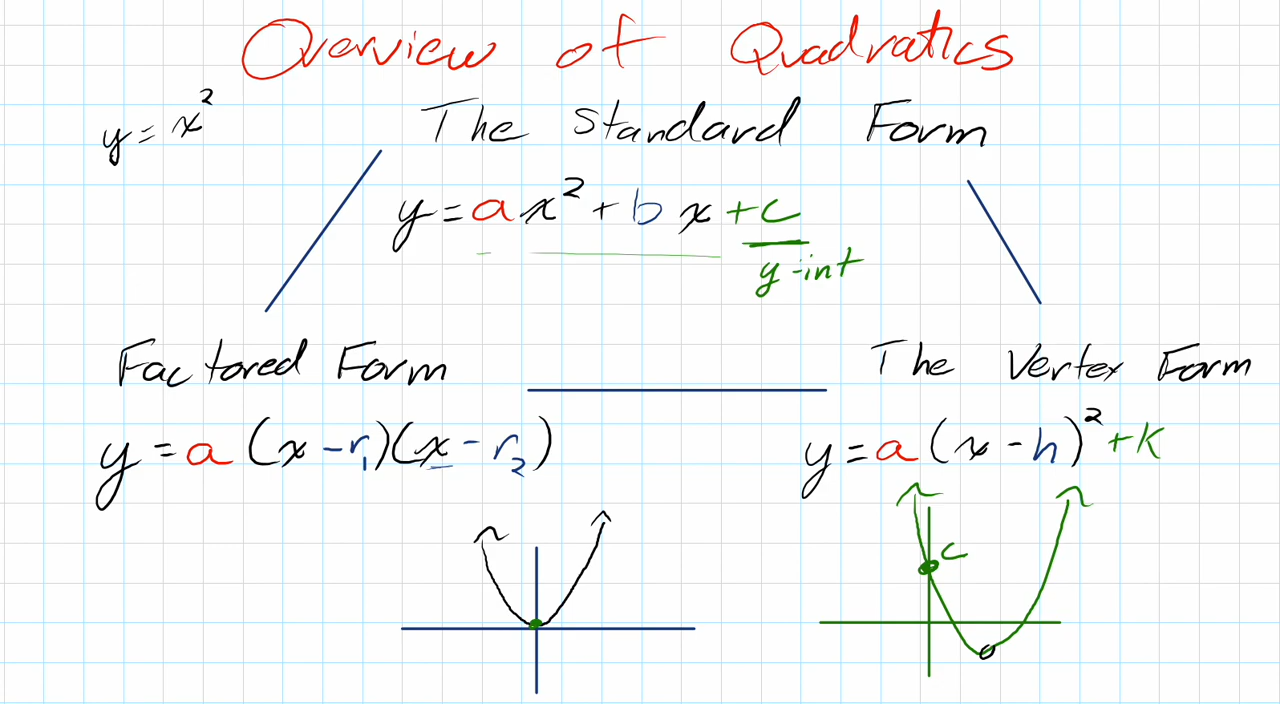 Overview of Quadratics
y = x²
The Standard Form
y = ax² + bx + c
y-int
Factored Form
The Vertex Form
y = a(x - r₁)(x - r₂)
y = a(x - h)² + k
c